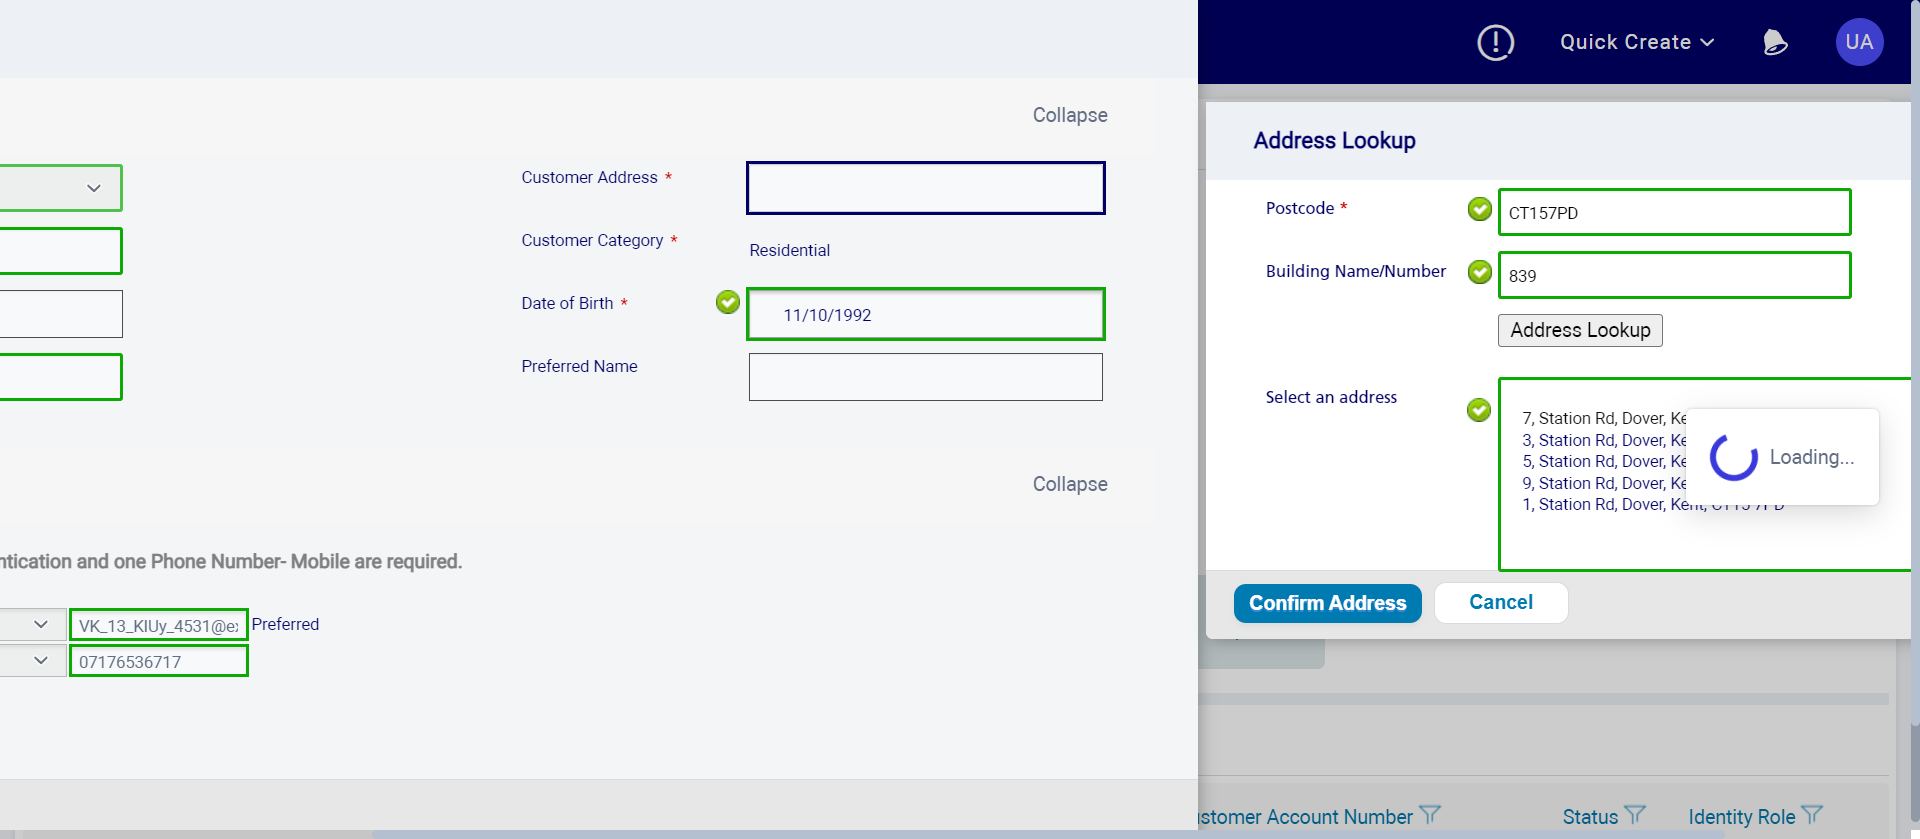 Quick Create
UA
Collapse
Address Lookup
Customer Address *
Postcode *
CT157PD
Customer Category *
Residential
Building Name/Number
839
Date of Birth *
11/10/1992
Address Lookup
Preferred Name
Select an address
7, Station Rd, Dover, Ke
3, Station Rd, Dover, Ke
5, Station Rd, Dover, Ke
9, Station Rd, Dover, Ke
1, Station Rd, Dover, Kent, CT15 7PD
Loading...
Collapse
ntication and one Phone Number- Mobile are required.
Confirm Address
Cancel
VK_13_KIUy_4531@ex
Preferred
07176536717
stomer Account Number
Status
Identity Role